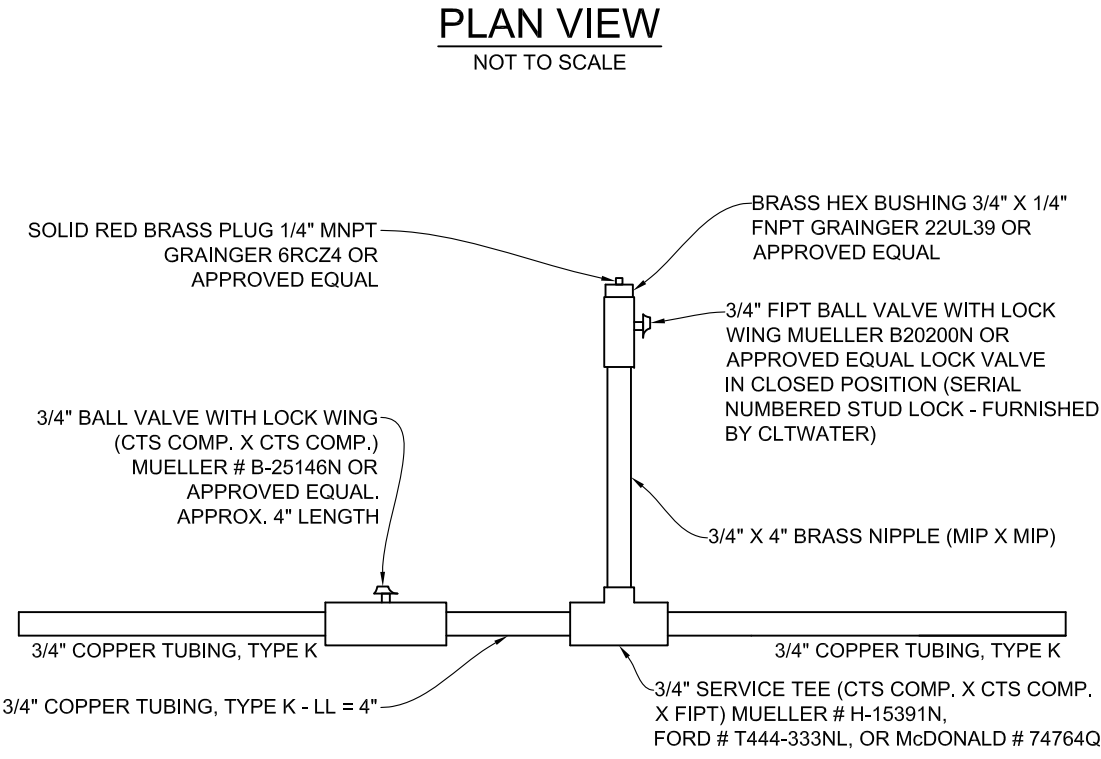 PLAN VIEW
NOT TO SCALE
SOLID RED BRASS PLUG 1/4" MNPT
GRAINGER 6RCZ4 OR
APPROVED EQUAL
BRASS HEX BUSHING 3/4" X 1/4"
FNPT GRAINGER 22UL39 OR
APPROVED EQUAL
3/4" FIPT BALL VALVE WITH LOCK
WING MUELLER B20200N OR
APPROVED EQUAL LOCK VALVE
IN CLOSED POSITION (SERIAL
NUMBERED STUD LOCK - FURNISHED
BY CLTWATER)
3/4" BALL VALVE WITH LOCK WING
(CTS COMP. X CTS COMP.)
MUELLER # B-25146N OR
APPROVED EQUAL.
APPROX. 4" LENGTH
3/4" X 4" BRASS NIPPLE (MIP X MIP)
3/4" COPPER TUBING, TYPE K
3/4" COPPER TUBING, TYPE K
3/4" COPPER TUBING, TYPE K - LL = 4"
3/4" SERVICE TEE (CTS COMP. X CTS COMP.
X FIPT) MUELLER # H-15391N,
FORD # T444-333NL, OR McDONALD # 74764Q